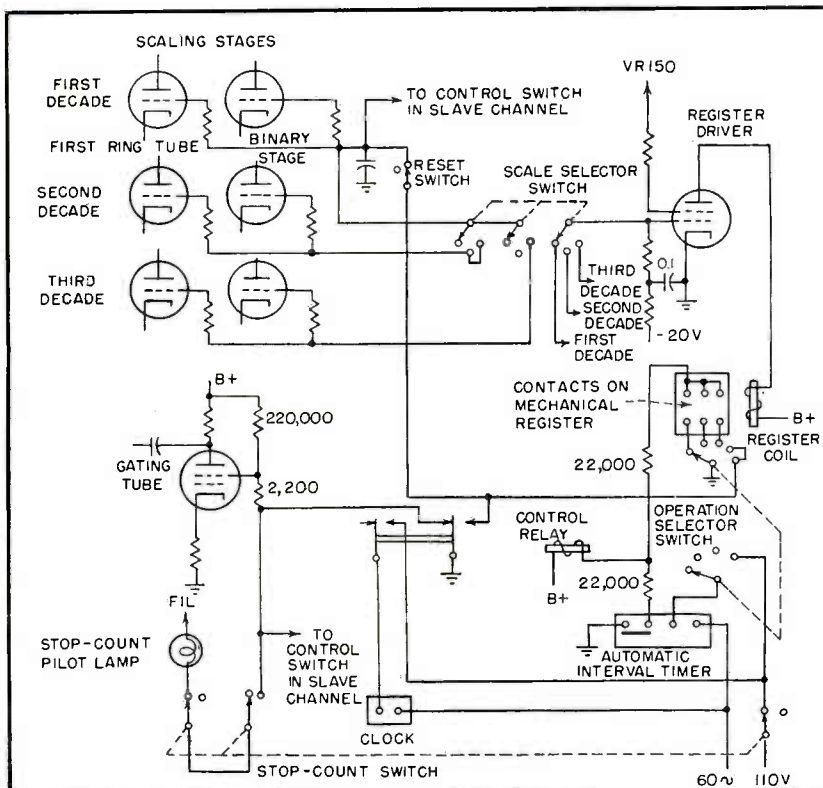 SCALING STAGES
FIRST
DECADE
FIRST RING TUBE
BINARY
STAGE
SECOND
DECADE
THIRD
DECADE
TO CONTROL SWITCH
IN SLAVE CHANNEL
RESET
SWITCH
SCALE SELECTOR
SWITCH
VR150
REGISTER
DRIVER
0.1
THIRD
DECADE
SECOND
DECADE
FIRST
DECADE
-20V
CONTACTS ON
MECHANICAL
REGISTER
B+
REGISTER
COIL
B+
220,000
GATING
TUBE
2,200
22,000
CONTROL
RELAY
B+
22,000
OPERATION
SELECTOR
SWITCH
AUTOMATIC
INTERVAL TIMER
FIL
STOP-COUNT
PILOT LAMP
TO
CONTROL
SWITCH
IN SLAVE
CHANNEL
CLOCK
STOP-COUNT SWITCH
60~
110V